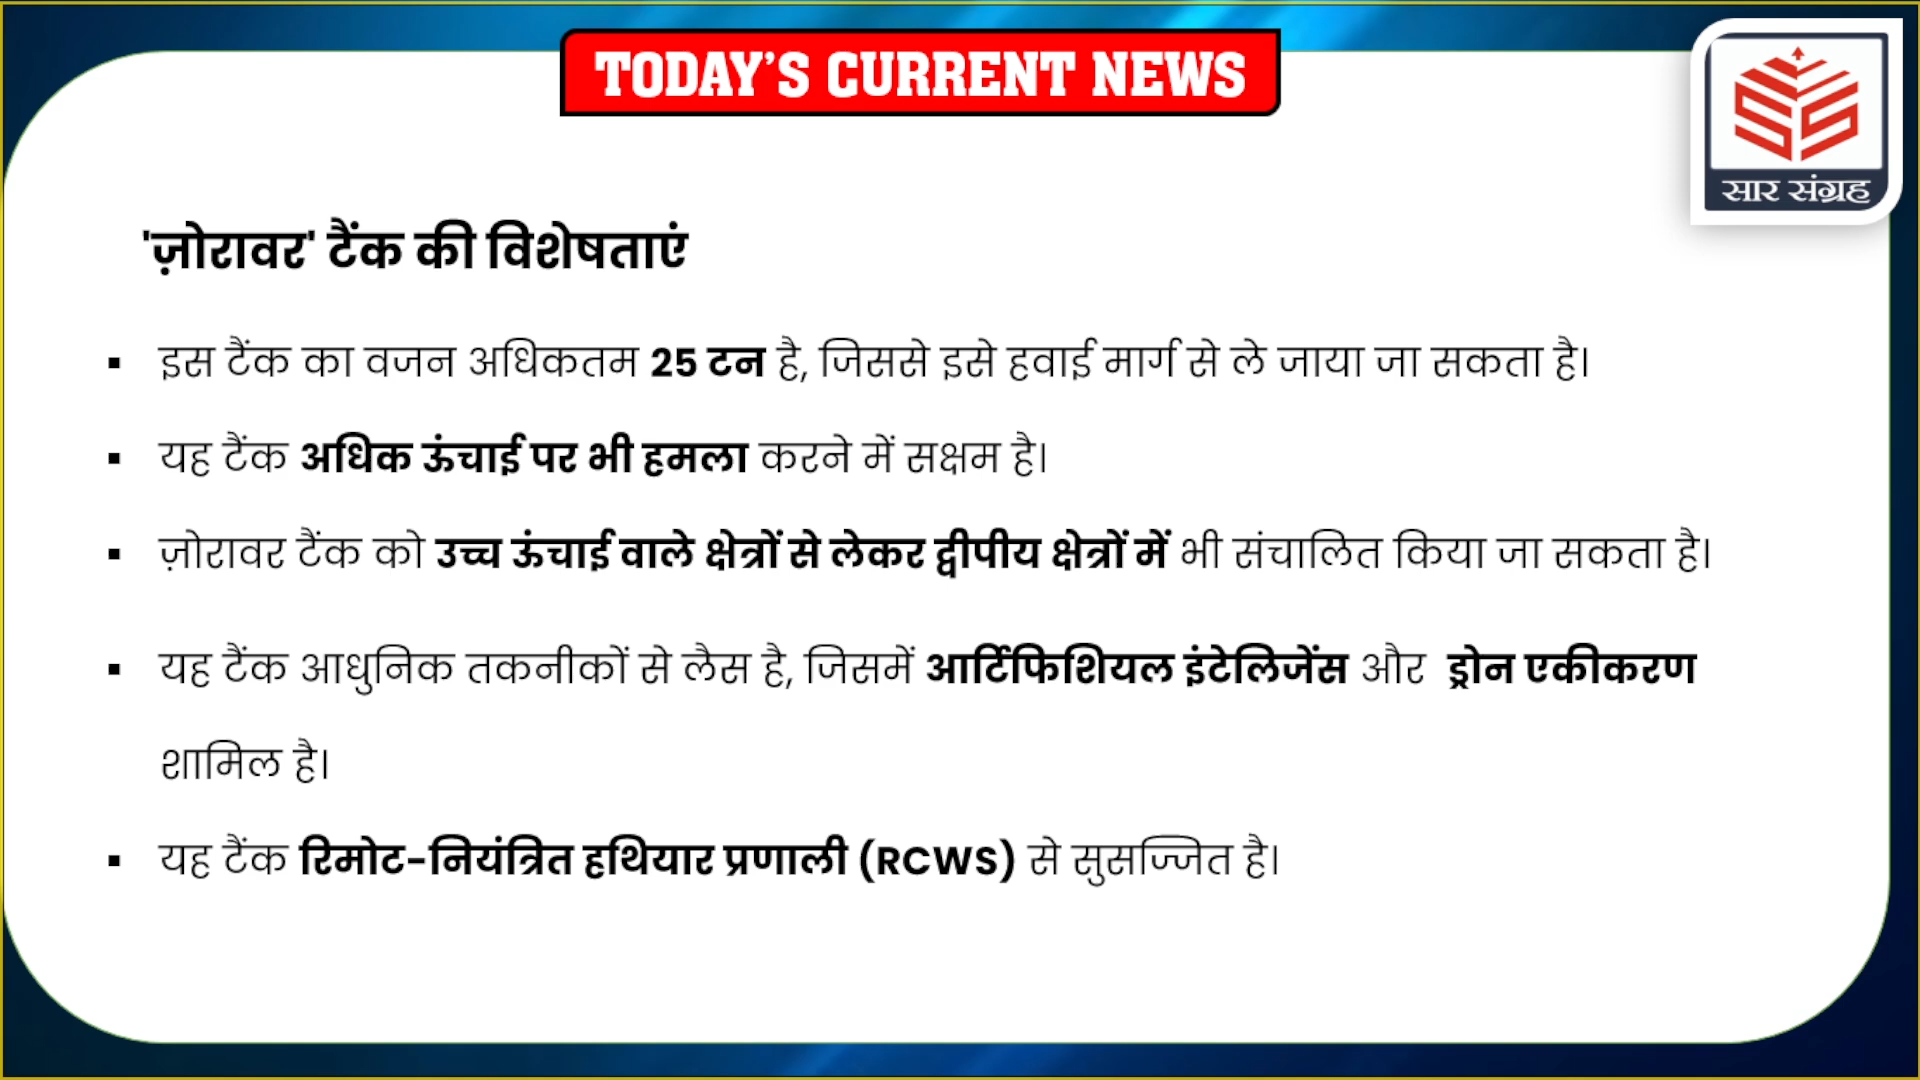 TODAY'S CURRENT NEWS
सार संग्रह
'ज़ोरावर' टैंक की विशेषताएं
▪ इस टैंक का वजन अधिकतम 25 टन है, जिससे इसे हवाई मार्ग से ले जाया जा सकता है।
▪ यह टैंक अधिक ऊंचाई पर भी हमला करने में सक्षम है।
▪ ज़ोरावर टैंक को उच्च ऊंचाई वाले क्षेत्रों से लेकर द्वीपीय क्षेत्रों में भी संचालित किया जा सकता है।
▪ यह टैंक आधुनिक तकनीकों से लैस है, जिसमें आर्टिफिशियल इंटेलिजेंस और ड्रोन एकीकरण
शामिल है।
▪ यह टैंक रिमोट-नियंत्रित हथियार प्रणाली (RCWS) से सुसज्जित है।